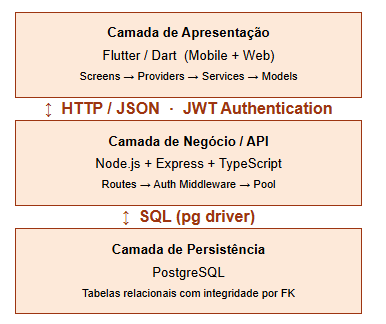 Camada de Apresentação
Flutter / Dart (Mobile + Web)
Screens → Providers → Services → Models
↕ HTTP / JSON · JWT Authentication
Camada de Negócio / API
Node.js + Express + TypeScript
Routes → Auth Middleware → Pool
↕ SQL (pg driver)
Camada de Persistência
PostgreSQL
Tabelas relacionais com integridade por FK